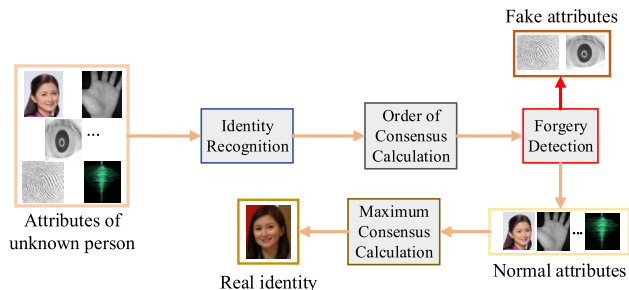 Fake attributes
Identity
Recognition
Order of
Consensus
Calculation
Forgery
Detection
...
Attributes of
unknown person
Maximum
Consensus
Calculation
...
Real identity
Normal attributes